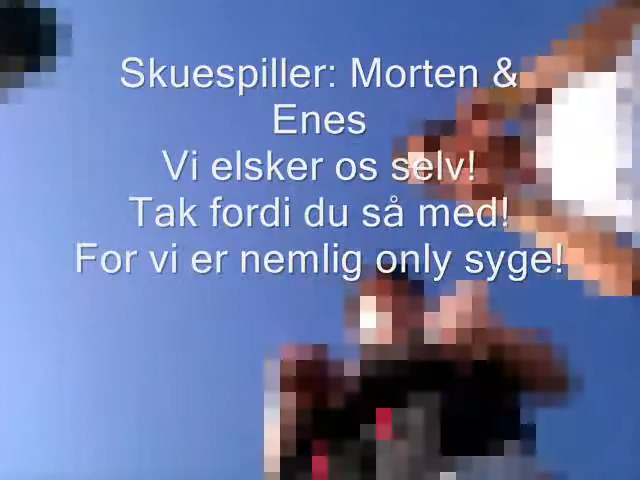 Skuespiller: Morten &
Enes
Vi elsker os selv!
Tak fordi du så med!
For vi er nemlig only syge!